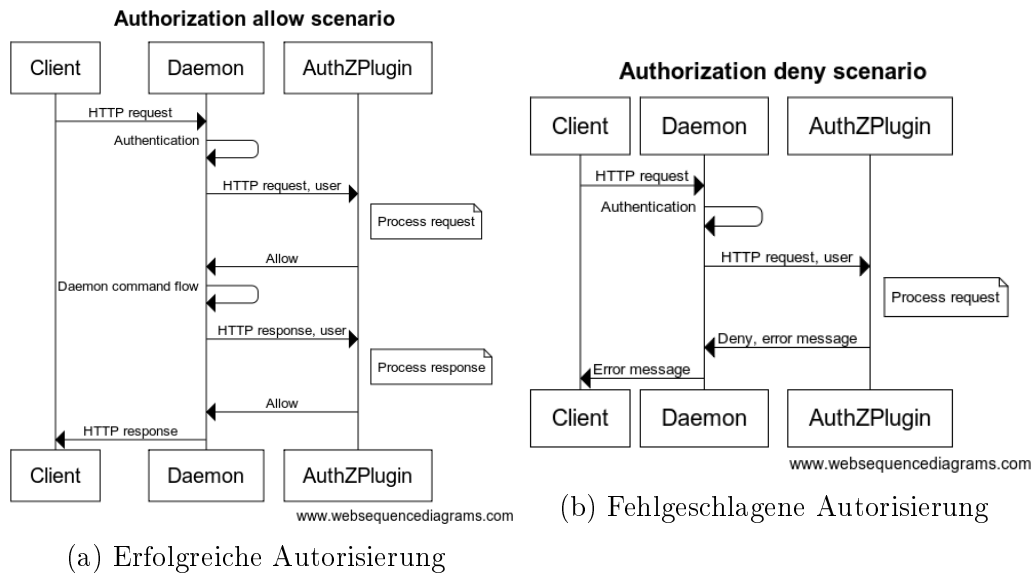 Authorization allow scenario
Client
Daemon
AuthZPlugin
HTTP request
Authentication
HTTP request, user
Process request
Allow
Daemon command flow
HTTP response, user
Process response
Allow
HTTP response
Client
Daemon
AuthZPlugin
www.websequencediagrams.com
(a) Erfolgreiche Autorisierung
Authorization deny scenario
Client
Daemon
AuthZPlugin
HTTP request
Authentication
HTTP request, user
Process request
Deny, error message
Error message
Client
Daemon
AuthZPlugin
www.websequencediagrams.com
(b) Fehlgeschlagene Autorisierung